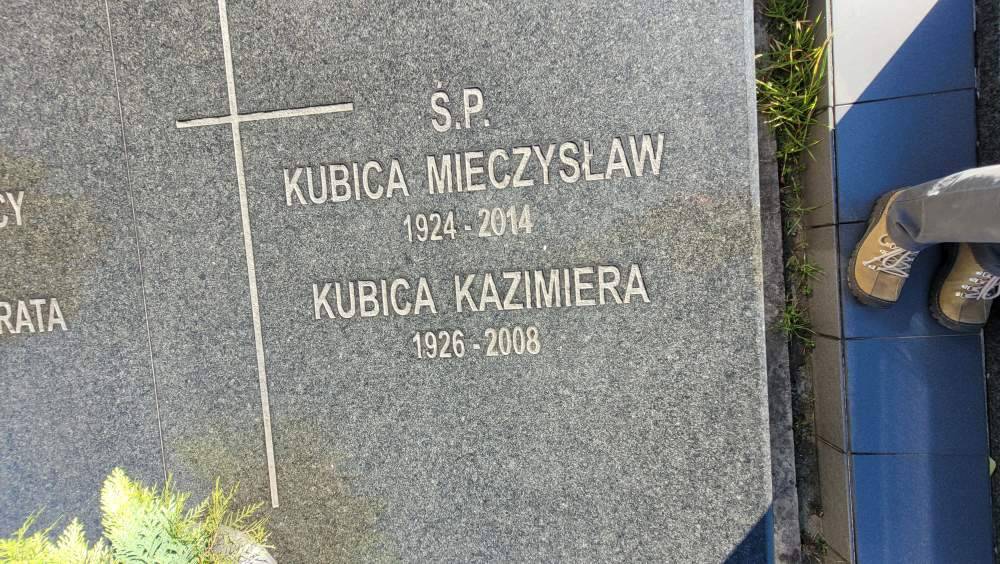 Ś.P.
KUBICA MIECZYSŁAW
1924 - 2014
KUBICA KAZIMIERA
1926 - 2008